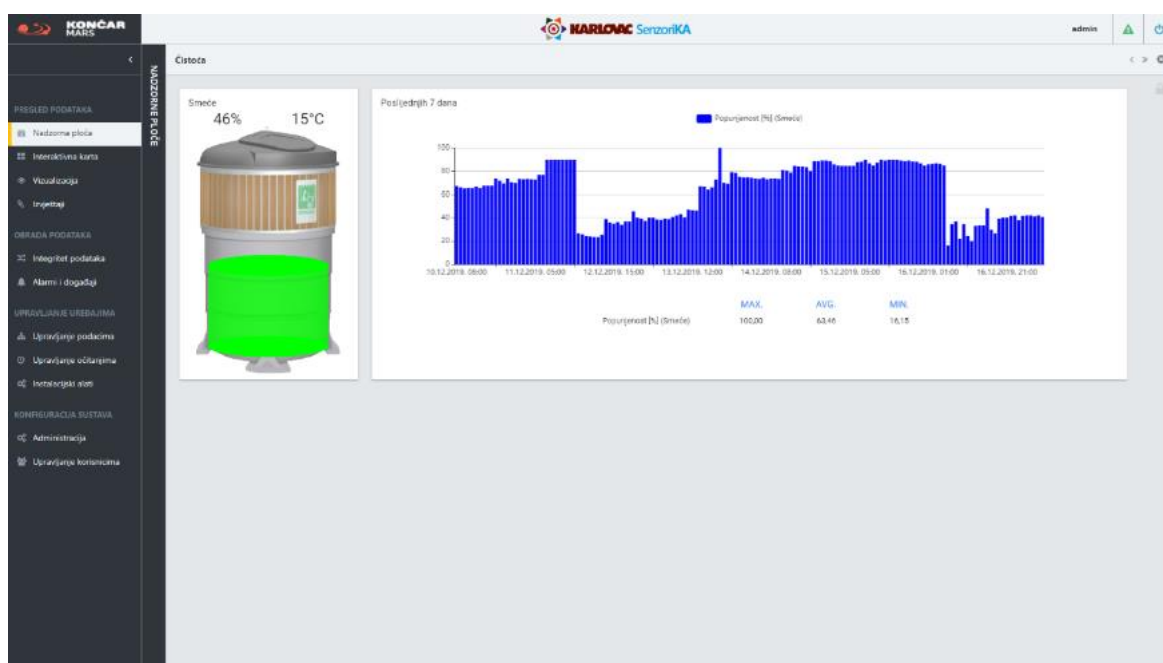 KONČAR
MARS
KARLOVAC SenzoriKA
admin
NADZORNE PLOČE
Čistoća
PREGLED PODATAKA
Nadzorna ploča
Interaktivna karta
Vizualizacija
Izvještaji
OBRADA PODATAKA
Integritet podataka
Alarmi i događaji
UPRAVLJANJE UREĐAJIMA
Upravljanje podacima
Upravljanje očitanjima
Instalacijski alati
KONFIGURACIJA SUSTAVA
Administracija
Upravljanje korisnicima
Smeće
46% 15°C
Poslijednjih 7 dana
Popunjenost [%] (Smeće)
100
80
60
40
20
0
10.12.2019. 08:00 11.12.2019. 05:00 12.12.2019. 15:00 13.12.2019. 12:00 14.12.2019. 08:00 15.12.2019. 05:00 16.12.2019. 01:00 16.12.2019. 21:00
MAX. AVG. MIN.
Popunjenost [%] (Smeće) 100,00 63,46 16,15